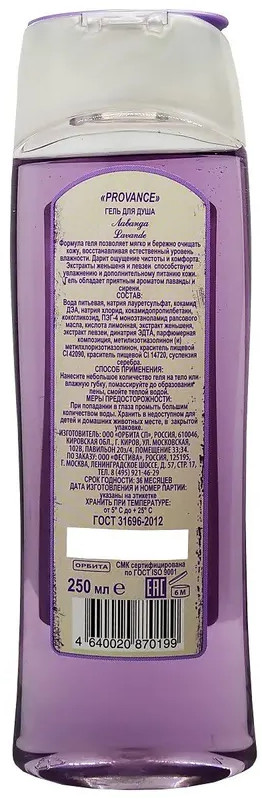 «PROVANCE»
ГЕЛЬ ДЛЯ ДУША
Лаванда
Lavande
Формула геля позволяет мягко и бережно очищать
кожу, восстанавливая естественный уровень
влажности. Дарит ощущение чистоты и комфорта.
Экстракты женьшеня и левзеи способствуют
увлажнению и дополнительному питанию кожи.
Гель обладает приятным ароматом лаванды и
сирени.
СОСТАВ:
Вода питьевая, натрия лауретсульфат, кокамид
ДЭА, натрия хлорид, кокамидопропилбетаин,
кокоглюкозид, ПЭГ-4 моноэтаноламид рапсового
масла, кислота лимонная, экстракт женьшеня,
экстракт левзеи, динатрия ЭДТА, парфюмерная
композиция, метилизотиазолинон (и)
метилхлоризотиазолинон, краситель пищевой
CI 42090, краситель пищевой CI 14720, суспензия
серебра.
СПОСОБ ПРИМЕНЕНИЯ:
Нанесите небольшое количество геля на тело или
влажную губку, помассируйте до образования
пены, смойте теплой водой.
МЕРЫ ПРЕДОСТОРОЖНОСТИ:
При попадании в глаза промыть большим
количеством воды. Хранить в недоступном для
детей и домашних животных месте, в закрытой
упаковке.
ИЗГОТОВИТЕЛЬ: ООО «ОРБИТА СП», РОССИЯ, 610046,
КИРОВСКАЯ ОБЛ., Г. КИРОВ, УЛ. МОСКОВСКАЯ,
102В, ПАВИЛЬОН 20з/4, ПОМЕЩЕНИЕ 33,34.
ПО ЗАКАЗУ: ООО «ФЕСТИВА», РОССИЯ, 125195,
Г. МОСКВА, ЛЕНИНГРАДСКОЕ ШОССЕ, Д. 57, СТР. 17,
ТЕЛ. 8 (495) 921-46-29
СРОК ГОДНОСТИ: 36 МЕСЯЦЕВ
ДАТА ИЗГОТОВЛЕНИЯ И НОМЕР ПАРТИИ:
указаны на этикетке
ХРАНИТЬ ПРИ ТЕМПЕРАТУРЕ:
от 5° С до + 25° С
ГОСТ 31696-2012
ОРБИТА
СМК сертифицирована
по ГОСТ ISO 9001
250 мл e
EAC
6 М
4 640020 870199